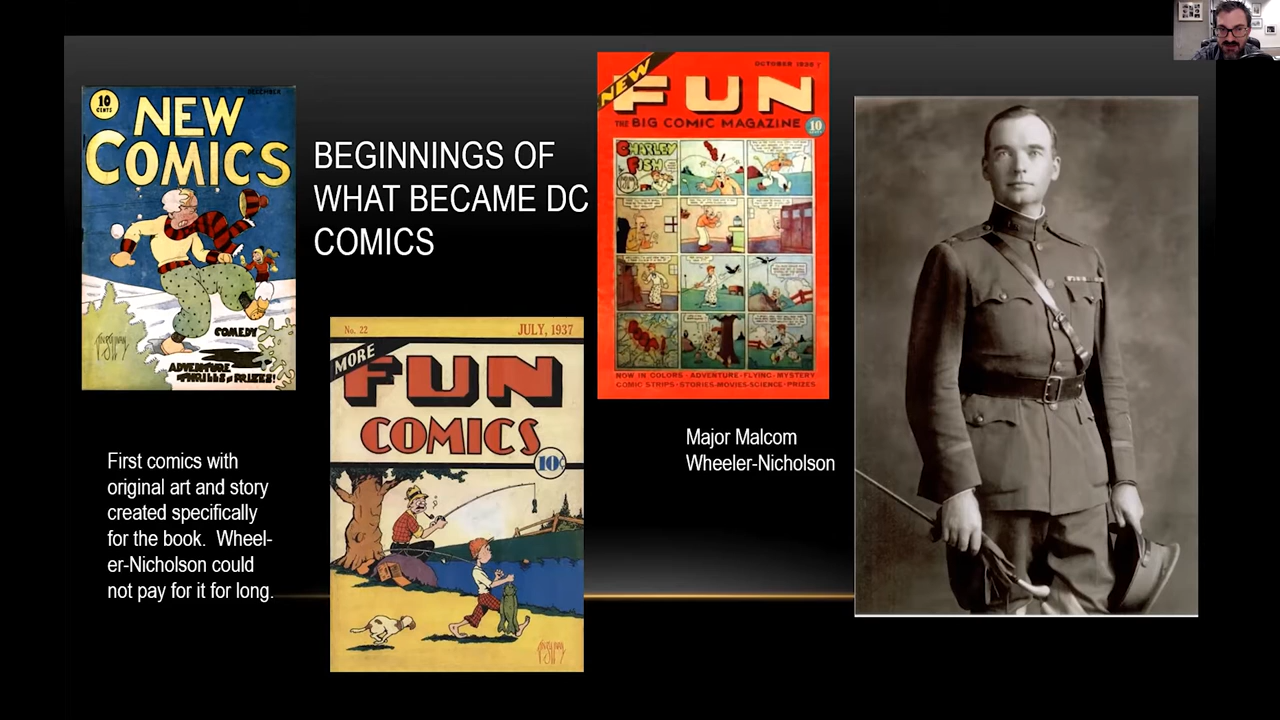 10
CENTS
DECEMBER
NEW
COMICS
COMEDY
ADVENTURE
THRILLS PRIZES!
BEGINNINGS OF
WHAT BECAME DC
COMICS
NEW
FUN
THE BIG COMIC MAGAZINE
10
CHARLEY
FISH
NOW IN COLORS - ADVENTURE - FLYING - MYSTERY
COMIC STRIPS - STORIES - MOVIES - SCIENCE - PRIZES
No. 22
JULY, 1937
MORE
FUN
COMICS
10¢
First comics with
original art and story
created specifically
for the book. Wheel-
er-Nicholson could
not pay for it for long.
Major Malcom
Wheeler-Nicholson